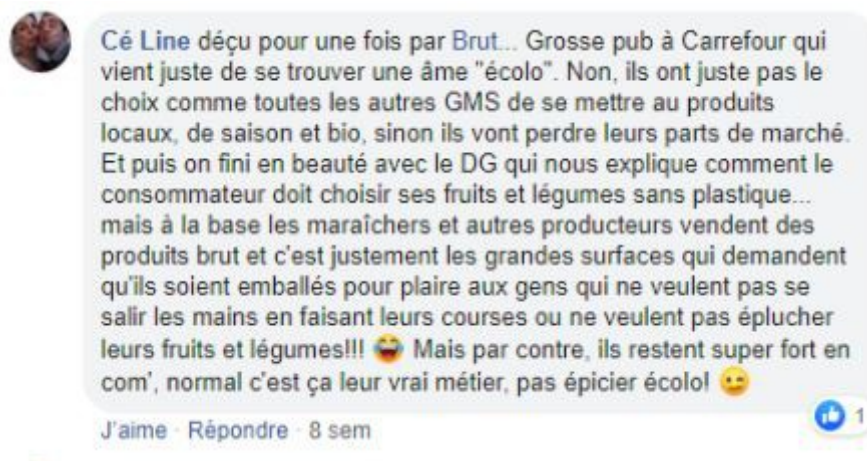 Cé Line déçu pour une fois par Brut... Grosse pub à Carrefour qui
vient juste de se trouver une âme "écolo". Non, ils ont juste pas le
choix comme toutes les autres GMS de se mettre au produits
locaux, de saison et bio, sinon ils vont perdre leurs parts de marché.
Et puis on fini en beauté avec le DG qui nous explique comment le
consommateur doit choisir ses fruits et légumes sans plastique...
mais à la base les maraîchers et autres producteurs vendent des
produits brut et c'est justement les grandes surfaces qui demandent
qu'ils soient emballés pour plaire aux gens qui ne veulent pas se
salir les mains en faisant leurs courses ou ne veulent pas éplucher
leurs fruits et légumes!!! 😂 Mais par contre, ils restent super fort en
com', normal c'est ça leur vrai métier, pas épicier écolo! 😉
J'aime · Répondre · 8 sem
1